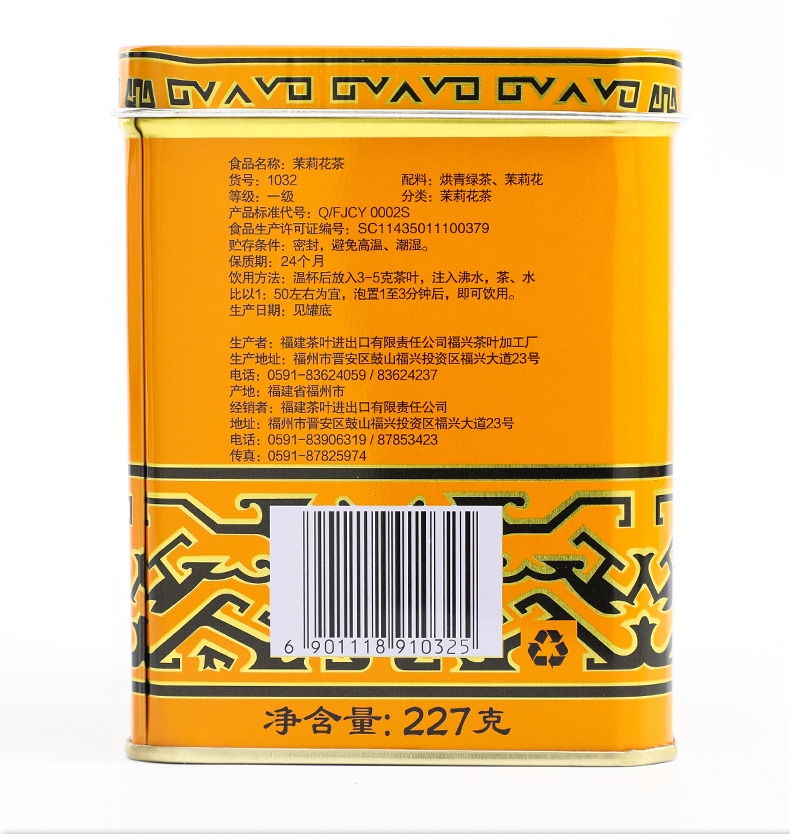 食品名称：茉莉花茶
货号：1032 配料：烘青绿茶、茉莉花
等级：一级 分类：茉莉花茶
产品标准代号：Q/FJCY 0002S
食品生产许可证编号：SC11435011100379
贮存条件：密封，避免高温、潮湿。
保质期：24个月
饮用方法：温杯后放入3-5克茶叶，注入沸水，茶、水
比以1：50左右为宜，泡置1至3分钟后，即可饮用。
生产日期：见罐底
生产者：福建茶叶进出口有限责任公司福兴茶叶加工厂
生产地址：福州市晋安区鼓山福兴投资区福兴大道23号
电话：0591-83624059 / 83624237
产地：福建省福州市
经销者：福建茶叶进出口有限责任公司
地址：福州市晋安区鼓山福兴投资区福兴大道23号
电话：0591-83906319 / 87853423
传真：0591-87825974
6 901118 910325
净含量：227克